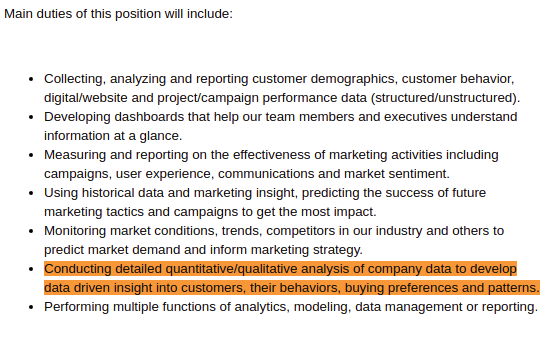 Main duties of this position will include:
• Collecting, analyzing and reporting customer demographics, customer behavior,
digital/website and project/campaign performance data (structured/unstructured).
• Developing dashboards that help our team members and executives understand
information at a glance.
• Measuring and reporting on the effectiveness of marketing activities including
campaigns, user experience, communications and market sentiment.
• Using historical data and marketing insight, predicting the success of future
marketing tactics and campaigns to get the most impact.
• Monitoring market conditions, trends, competitors in our industry and others to
predict market demand and inform marketing strategy.
• Conducting detailed quantitative/qualitative analysis of company data to develop
data driven insight into customers, their behaviors, buying preferences and patterns.
• Performing multiple functions of analytics, modeling, data management or reporting.